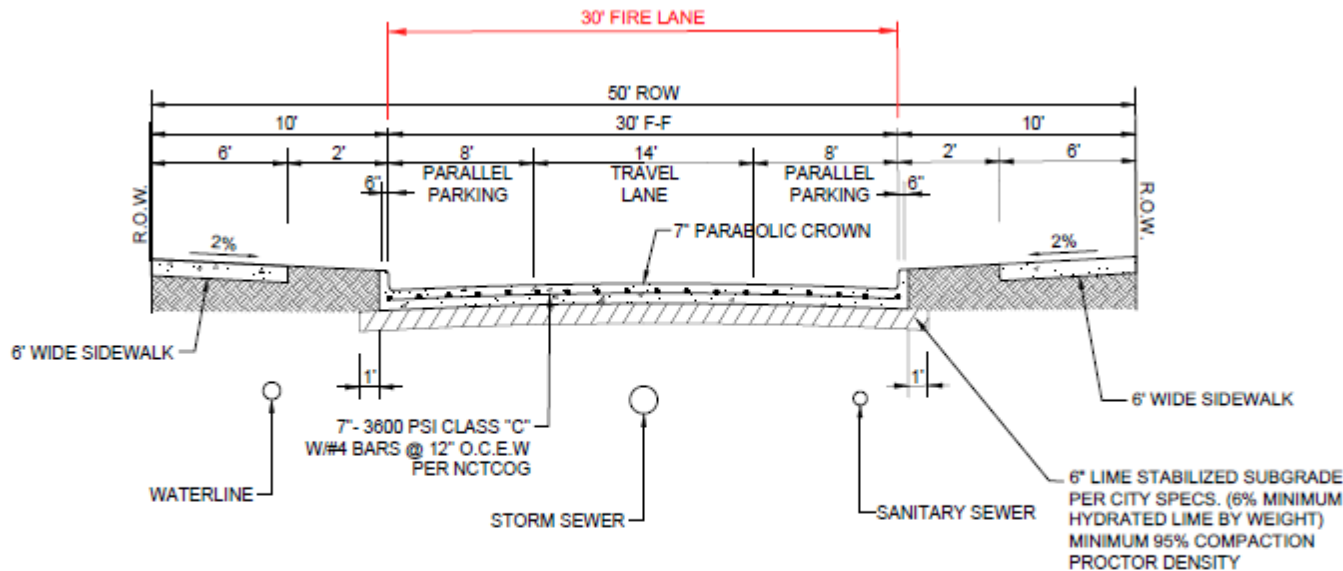 30' FIRE LANE
50' ROW
10'
30' F-F
10'
6'
2'
8'
14'
8'
2'
6'
PARALLEL
PARKING
TRAVEL
LANE
PARALLEL
PARKING
6"
6"
R.O.W.
R.O.W.
7" PARABOLIC CROWN
2%
2%
6' WIDE SIDEWALK
1"
1"
6' WIDE SIDEWALK
7"- 3600 PSI CLASS "C"
W/#4 BARS @ 12" O.C.E.W
PER NCTCOG
WATERLINE
STORM SEWER
SANITARY SEWER
6" LIME STABILIZED SUBGRADE
PER CITY SPECS. (6% MINIMUM
HYDRATED LIME BY WEIGHT)
MINIMUM 95% COMPACTION
PROCTOR DENSITY